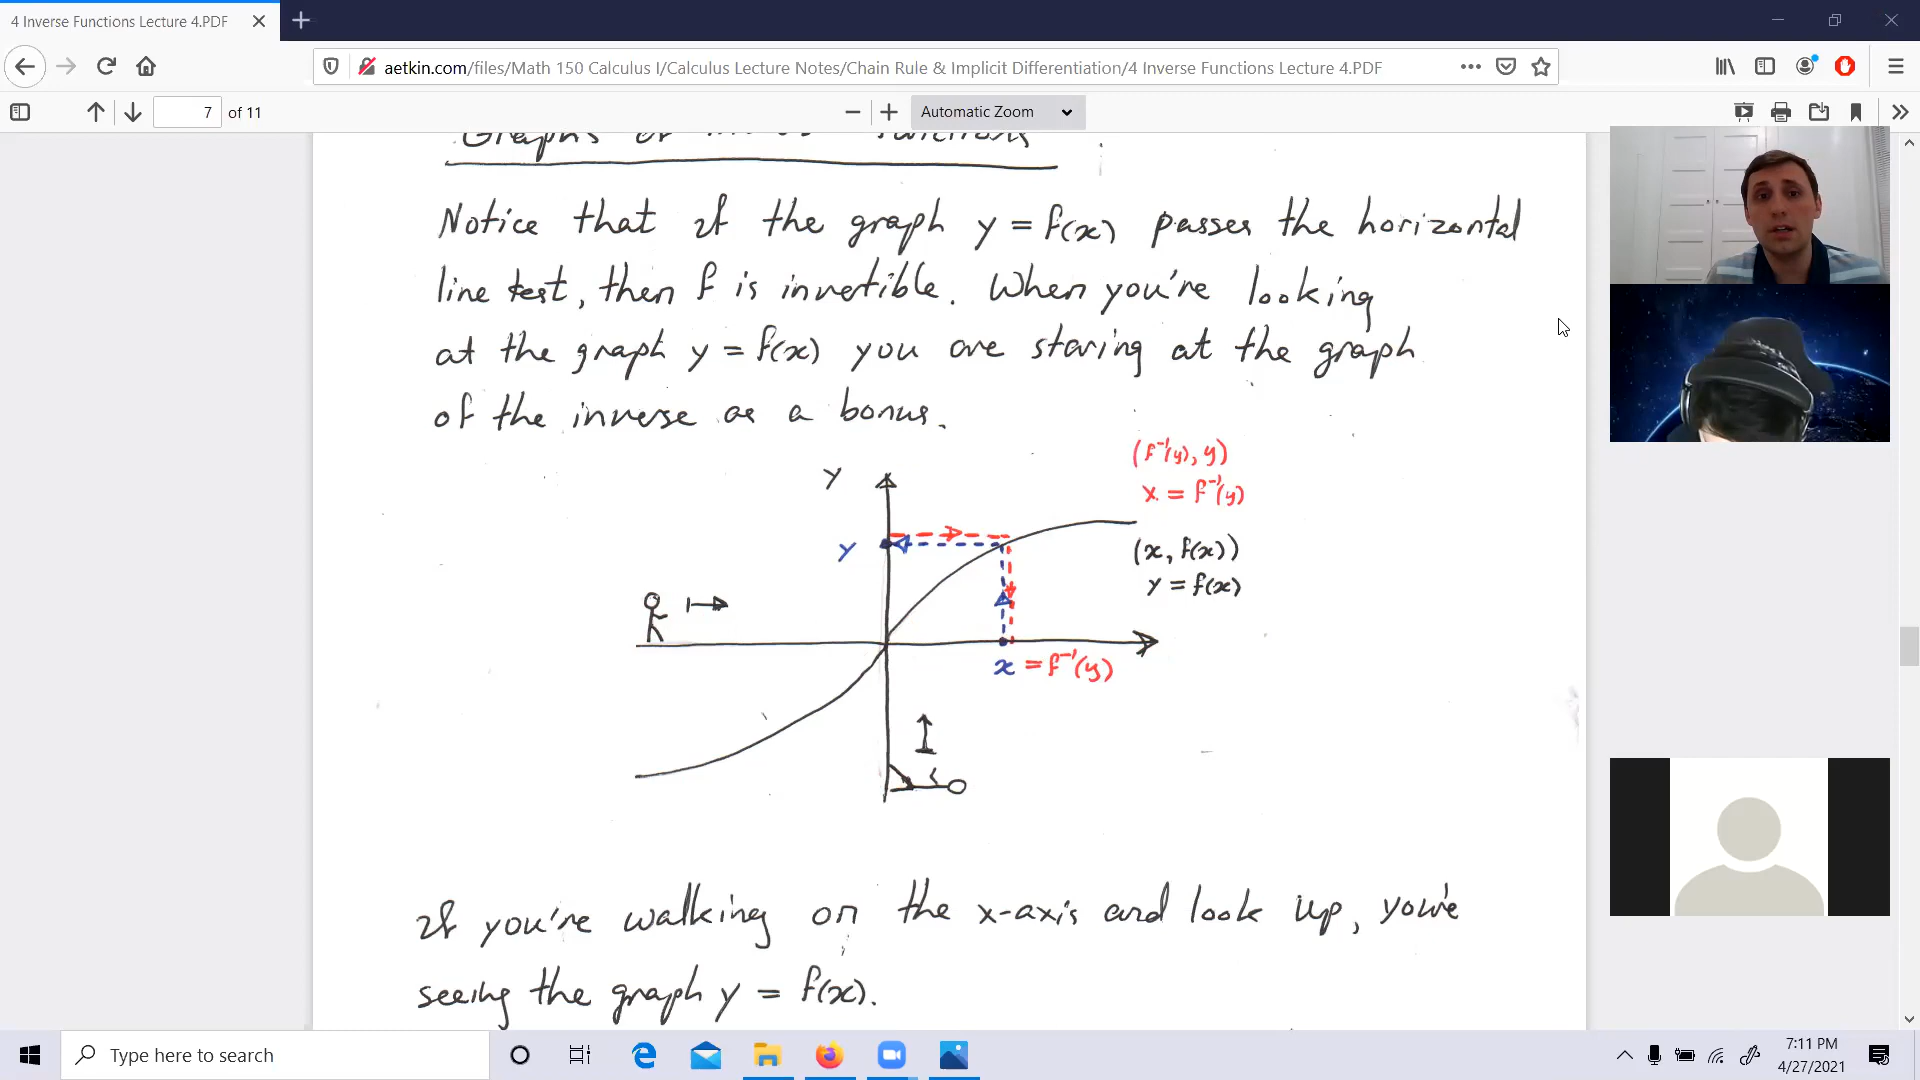 4 Inverse Functions Lecture 4.PDF
aetkin.com/files/Math 150 Calculus I/Calculus Lecture Notes/Chain Rule & Implicit Differentiation/4 Inverse Functions Lecture 4.PDF
7 of 11
Automatic Zoom
Graphs of Functions
Notice that if the graph y = f(x) passes the horizontal
line test, then f is invertible. When you're looking
at the graph y = f(x) you are staring at the graph
of the inverse as a bonus.
(f⁻¹(y), y)
x = f⁻¹(y)
y
y
(x, f(x))
y = f(x)
x = f⁻¹(y)
If you're walking on the x-axis and look up, you're
seeing the graph y = f(x).
Type here to search
7:11 PM
4/27/2021